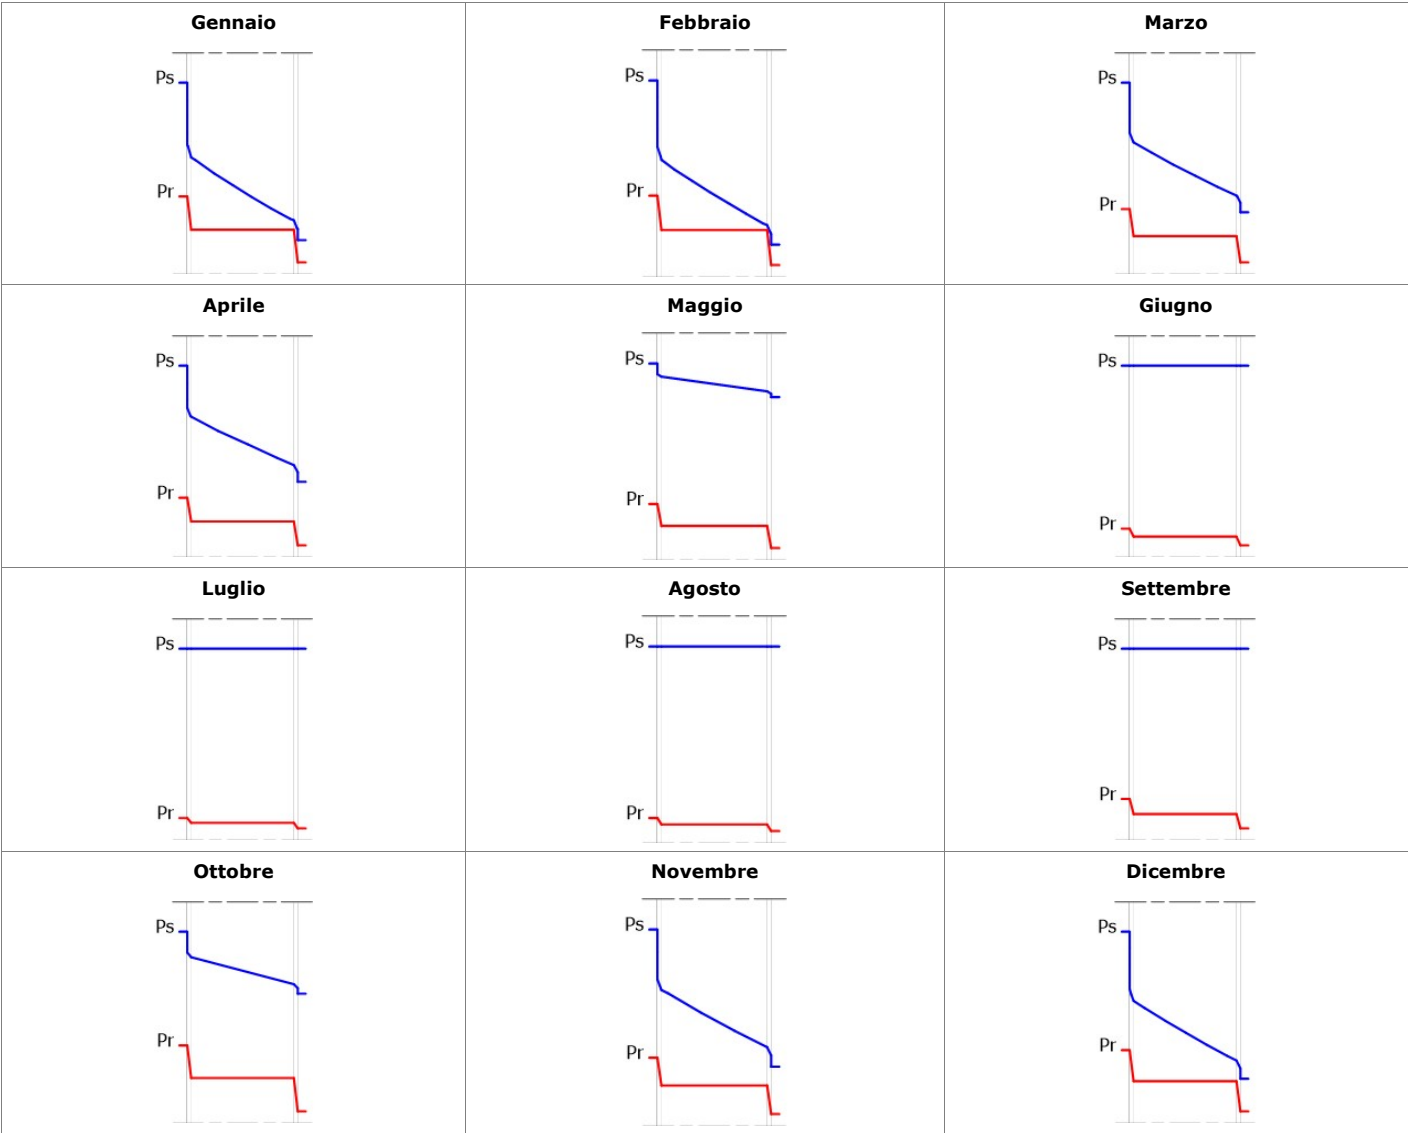 Gennaio
Febbraio
Marzo
Ps
Ps
Ps
Pr
Pr
Pr
Aprile
Maggio
Giugno
Ps
Ps
Ps
Pr
Pr
Pr
Luglio
Agosto
Settembre
Ps
Ps
Ps
Pr
Pr
Pr
Ottobre
Novembre
Dicembre
Ps
Ps
Ps
Pr
Pr
Pr